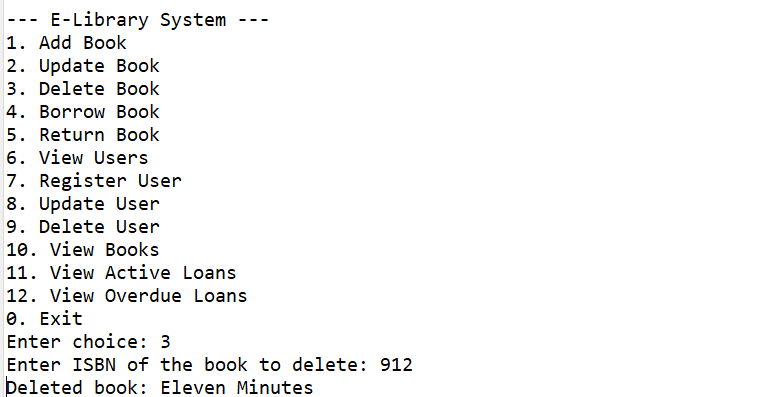 --- E-Library System ---
1. Add Book
2. Update Book
3. Delete Book
4. Borrow Book
5. Return Book
6. View Users
7. Register User
8. Update User
9. Delete User
10. View Books
11. View Active Loans
12. View Overdue Loans
0. Exit
Enter choice: 3
Enter ISBN of the book to delete: 912
Deleted book: Eleven Minutes